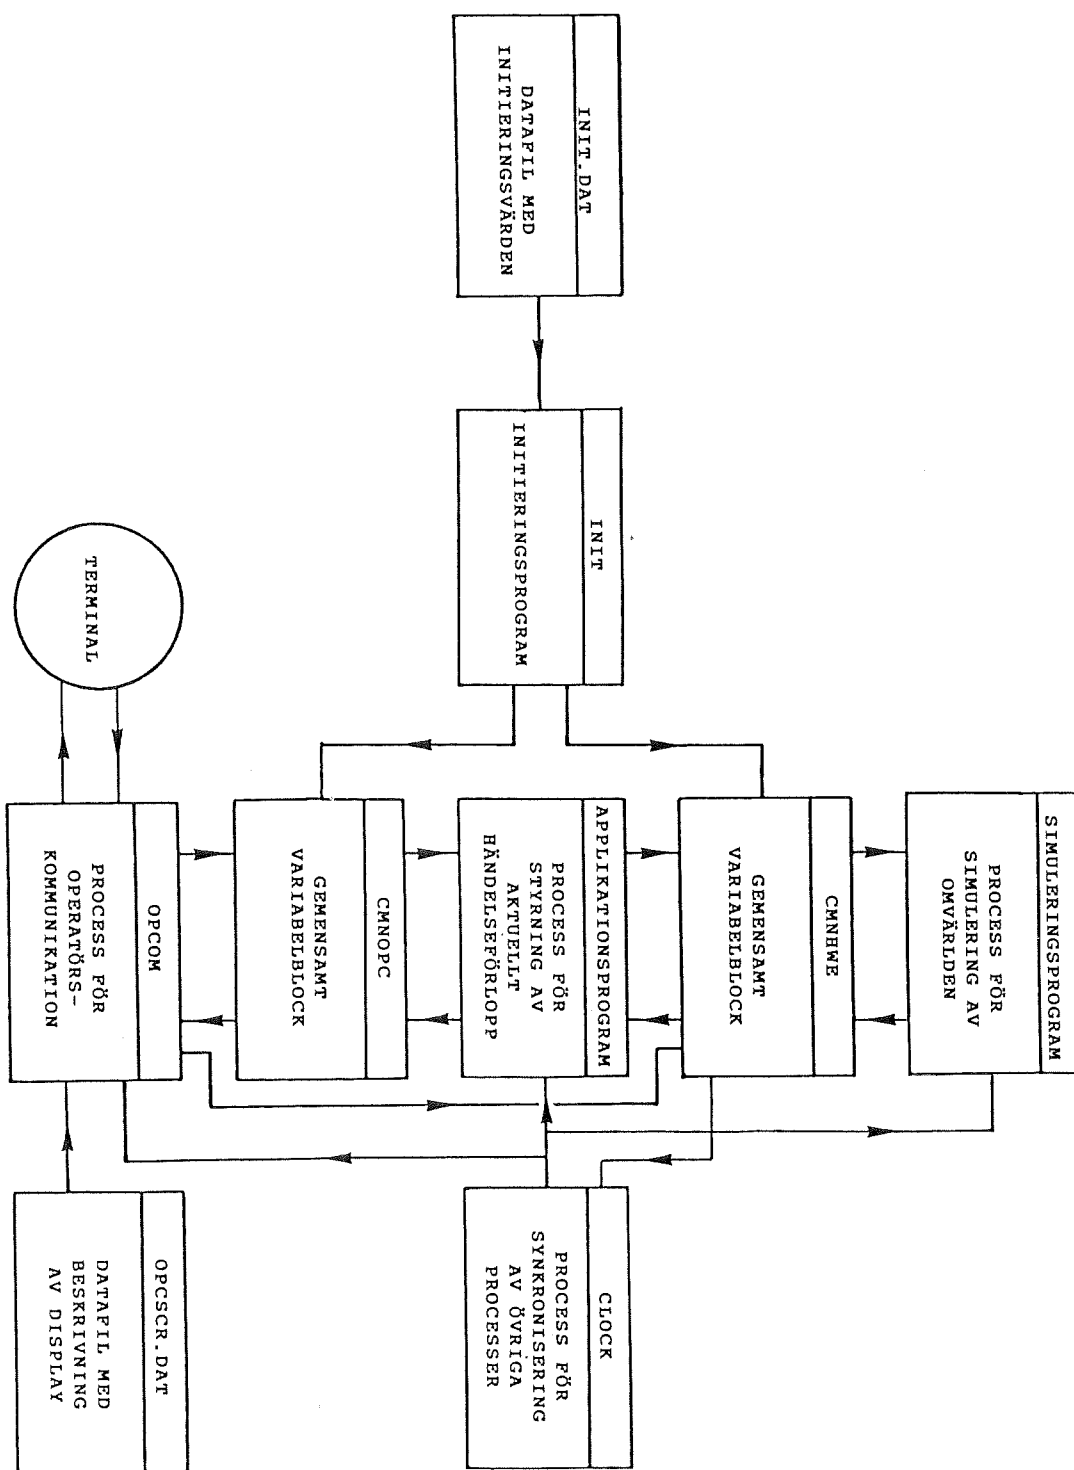 SIMULERINGSPROGRAM
PROCESS FÖR
SIMULERING AV
OMVÄRLDEN
CMNHWE
GEMENSAMT
VARIABELBLOCK
INIT.DAT
DATAFIL MED
INITIERINGSVÄRDEN
INIT
INITIERINGSPROGRAM
APPLIKATIONSPROGRAM
PROCESS FÖR
STYRNING AV
AKTUELLT
HÄNDELSEFÖRLOPP
CLOCK
PROCESS FÖR
SYNKRONISERING
AV ÖVRIGA
PROCESSER
CMNOPC
GEMENSAMT
VARIABELBLOCK
TERMINAL
OPCOM
PROCESS FÖR
OPERATÖRS-
KOMMUNIKATION
OPCSCR.DAT
DATAFIL MED
BESKRIVNING
AV DISPLAY